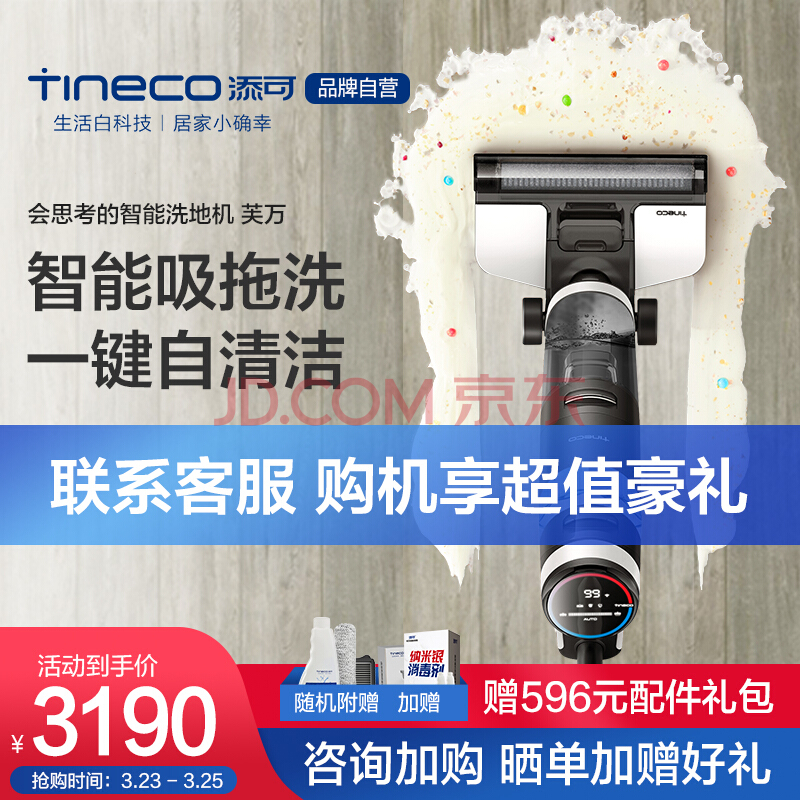 TINECO 添可 品牌自营
生活白科技 | 居家小确幸
会思考的智能洗地机 芙万
智能吸拖洗
一键自清洁
JD.COM 京东
联系客服 购机享超值豪礼
TINECO
TINECO
99
TINECO
AUTO
纳米银
消毒剂
随机附赠 加赠
活动到手价
¥3190
抢购时间：3.23 – 3.25
赠596元配件礼包
咨询加购 晒单加赠好礼